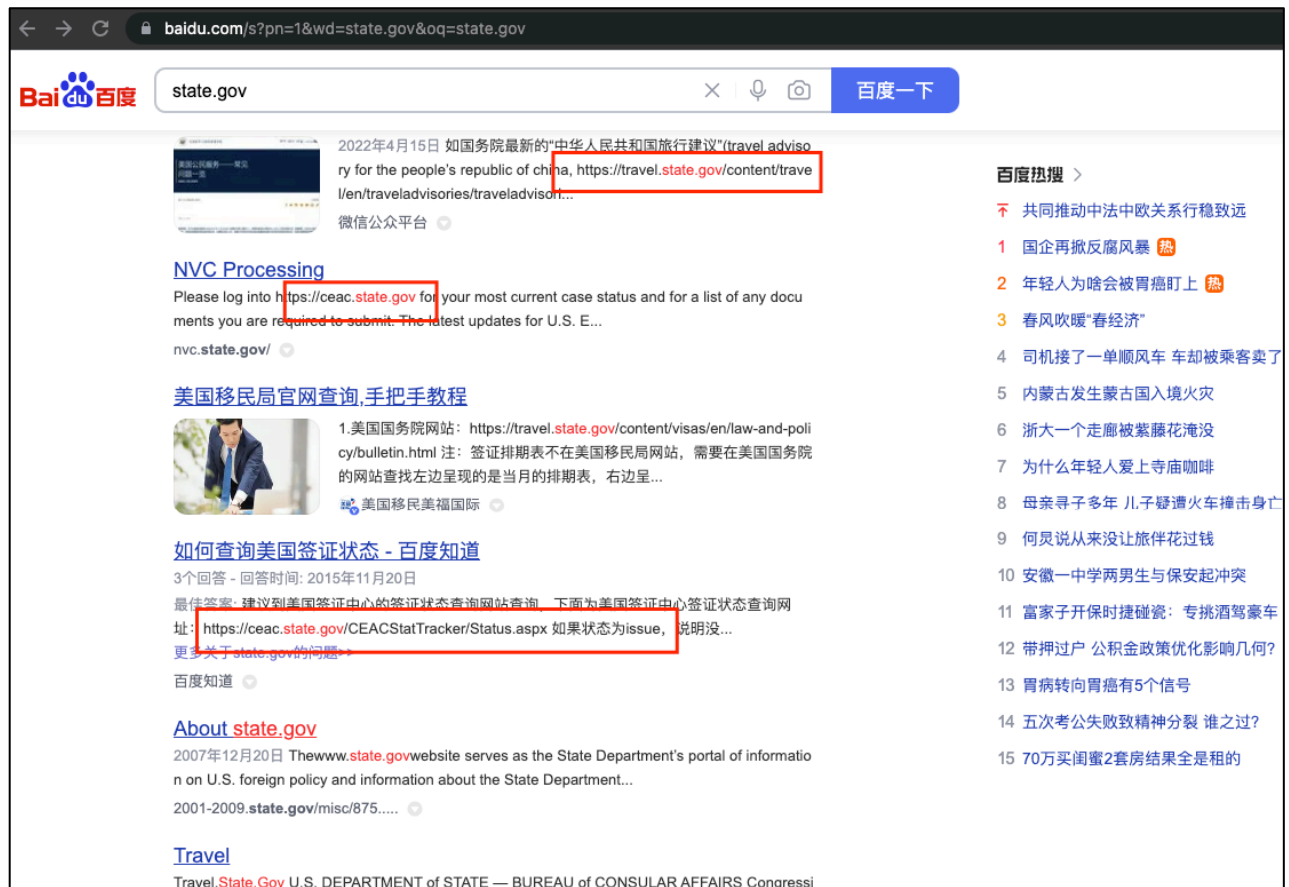 baidu.com/s?pn=1&wd=state.gov&oq=state.gov
Bai du 百度
state.gov
百度一下
2022年4月15日 如国务院最新的“中华人民共和国旅行建议”(travel adviso
ry for the people's republic of china, https://travel.state.gov/content/trave
l/en/traveladvisories/traveladvisori...
微信公众平台
NVC Processing
Please log into https://ceac.state.gov for your most current case status and for a list of any docu
ments you are required to submit. The latest updates for U.S. E...
nvc.state.gov/
美国移民局官网查询,手把手教程
1.美国国务院网站：https://travel.state.gov/content/visas/en/law-and-poli
cy/bulletin.html 注：签证排期表不在美国移民局网站，需要在美国国务院
的网站查找左边呈现的是当月的排期表，右边呈...
美国移民美福国际
如何查询美国签证状态 - 百度知道
3个回答 - 回答时间: 2015年11月20日
最佳答案: 建议到美国签证中心的签证状态查询网站查询，下面为美国签证中心签证状态查询网
址：https://ceac.state.gov/CEACStatTracker/Status.aspx 如果状态为issue，说明没...
更多关于state.gov的问题>>
百度知道
About state.gov
2007年12月20日 Thewww.state.govwebsite serves as the State Department's portal of informatio
n on U.S. foreign policy and information about the State Department...
2001-2009.state.gov/misc/875.....
Travel
Travel.State.Gov U.S. DEPARTMENT of STATE — BUREAU of CONSULAR AFFAIRS Congressi
百度热搜
共同推动中法中欧关系行稳致远
1 国企再掀反腐风暴 热
2 年轻人为啥会被胃癌盯上 热
3 春风吹暖“春经济”
4 司机接了一单顺风车 车却被乘客卖了
5 内蒙古发生蒙古国入境火灾
6 浙大一个走廊被紫藤花淹没
7 为什么年轻人爱上寺庙咖啡
8 母亲寻子多年 儿子疑遭火车撞击身亡
9 何炅说从来没让旅伴花过钱
10 安徽一中学两男生与保安起冲突
11 富家子开保时捷碰瓷：专挑酒驾豪车
12 带押过户 公积金政策优化影响几何?
13 胃病转向胃癌有5个信号
14 五次考公失败致精神分裂 谁之过?
15 70万买闺蜜2套房结果全是租的